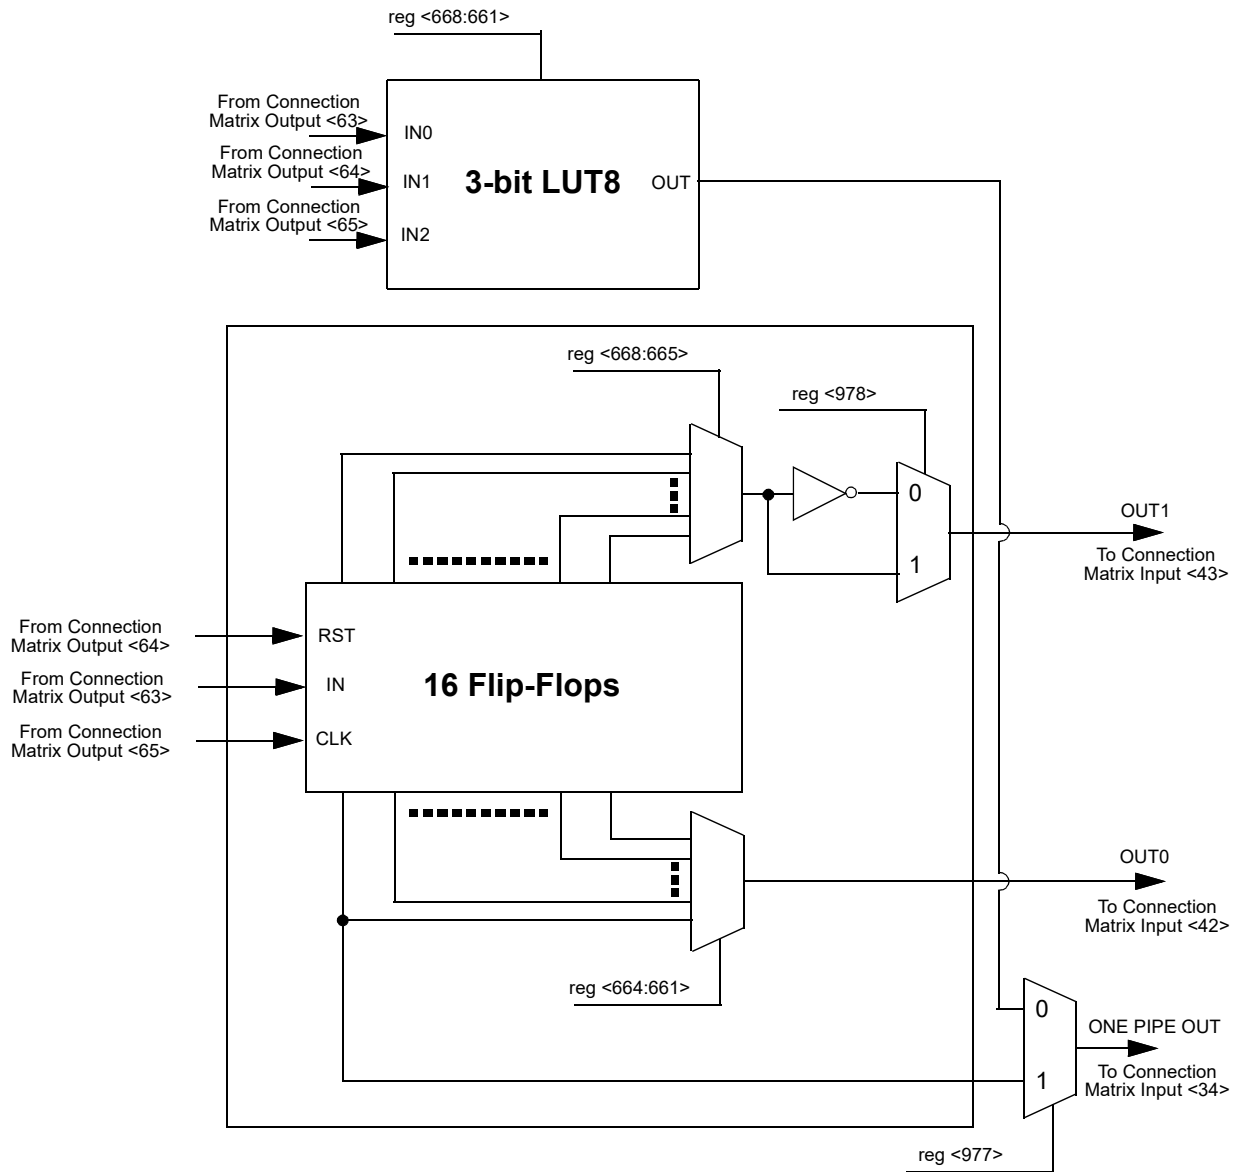 reg <668:661>
From Connection
Matrix Output <63>
IN0
From Connection
Matrix Output <64>
IN1
3-bit LUT8
OUT
From Connection
Matrix Output <65>
IN2
reg <668:665>
reg <978>
0
1
OUT1
To Connection
Matrix Input <43>
From Connection
Matrix Output <64>
RST
From Connection
Matrix Output <63>
IN
16 Flip-Flops
From Connection
Matrix Output <65>
CLK
OUT0
To Connection
Matrix Input <42>
reg <664:661>
0
1
ONE PIPE OUT
To Connection
Matrix Input <34>
reg <977>